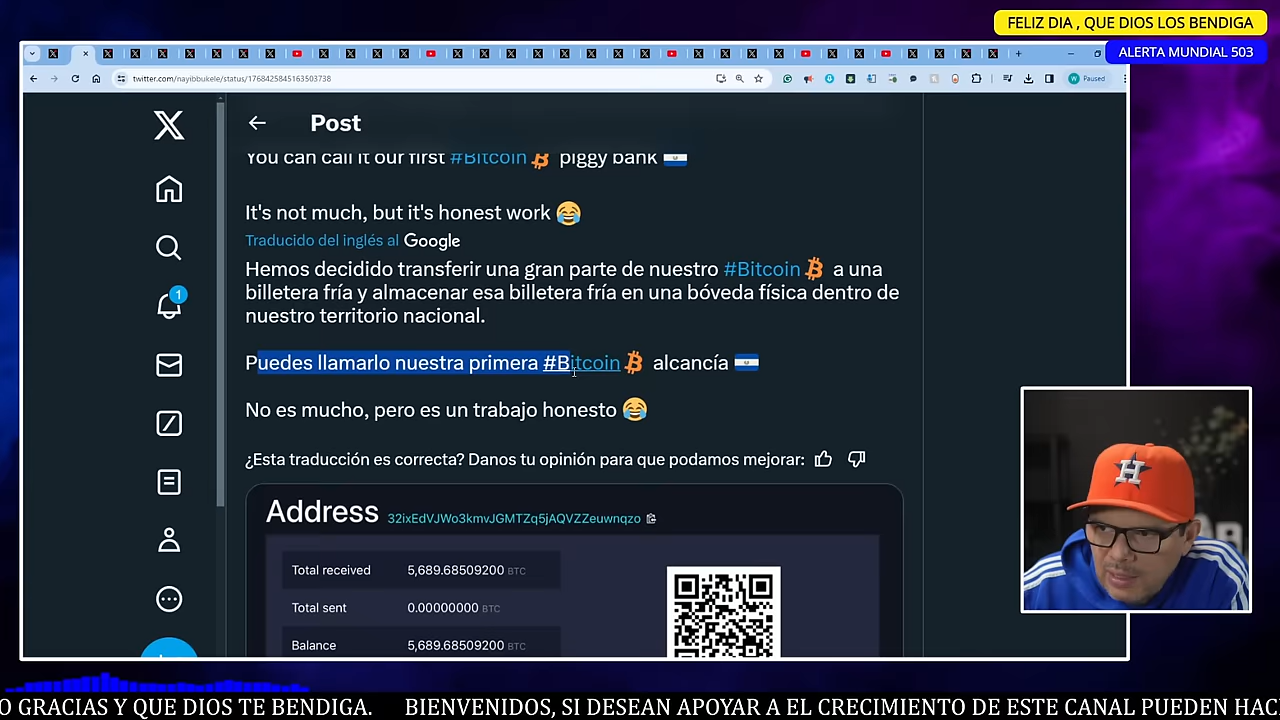 FELIZ DIA , QUE DIOS LOS BENDIGA
ALERTA MUNDIAL 503
twitter.com/nayibbukele/status/1768425845163503738
Paused
Post
You can call it our first #Bitcoin piggy bank
It's not much, but it's honest work 😂
Traducido del inglés al Google
Hemos decidido transferir una gran parte de nuestro #Bitcoin a una
billetera fría y almacenar esa billetera fría en una bóveda física dentro de
nuestro territorio nacional.
Puedes llamarlo nuestra primera #Bitcoin alcancía 🇸🇻
No es mucho, pero es un trabajo honesto 😂
¿Esta traducción es correcta? Danos tu opinión para que podamos mejorar:
Address 32ixEdVJWo3kmvJGMTZq5jAQVZZeuwnqzo
Total received 5,689.68509200 BTC
Total sent 0.00000000 BTC
Balance 5,689.68509200 BTC
1
H
O GRACIAS Y QUE DIOS TE BENDIGA. BIENVENIDOS, SI DESEAN APOYAR A EL CRECIMIENTO DE ESTE CANAL PUEDEN HAC